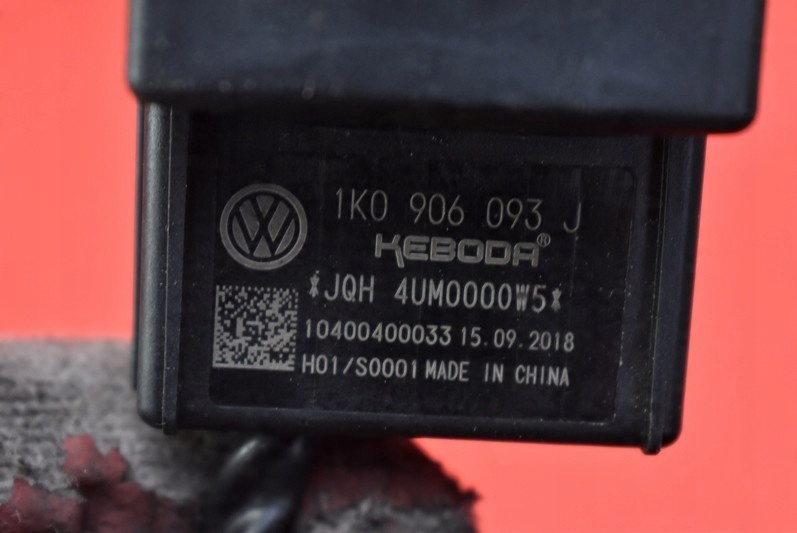 1K0 906 093 J
KEBODA®
*JQH 4UM0000W5*
10400400033 15.09.2018
H01/S0001 MADE IN CHINA